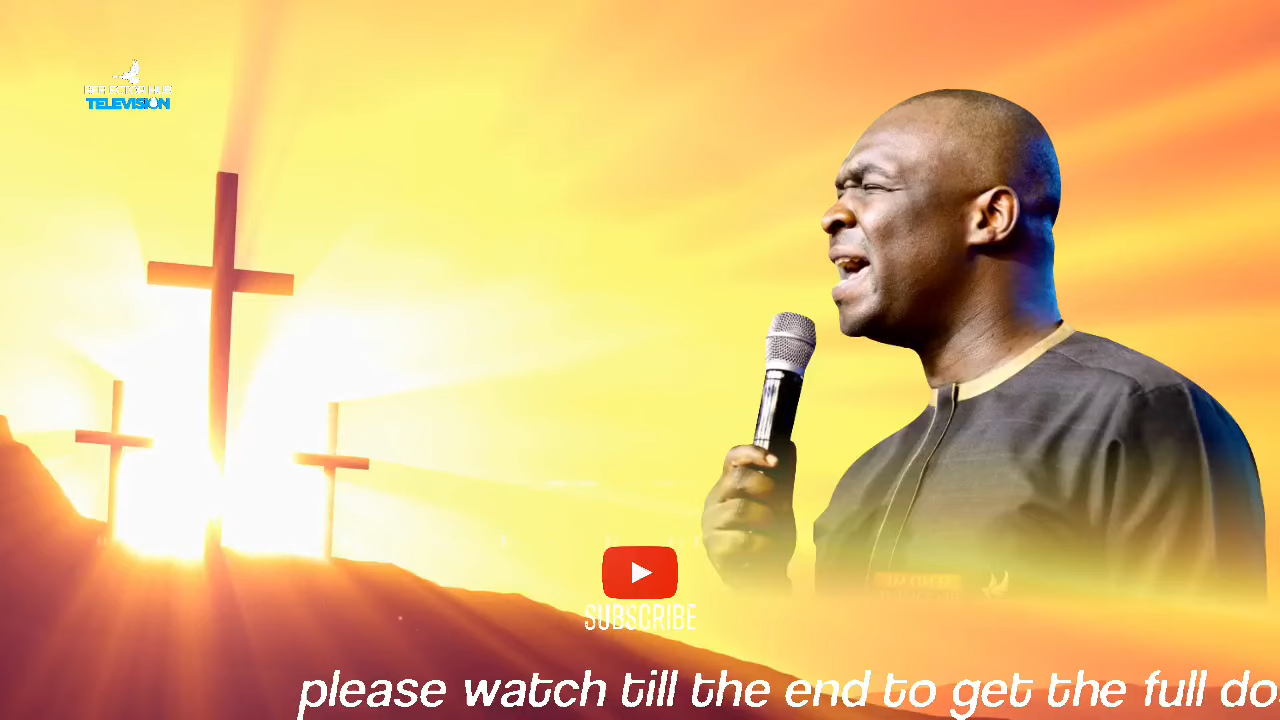 TELEVISION
SUBSCRIBE
please watch till the end to get the full do